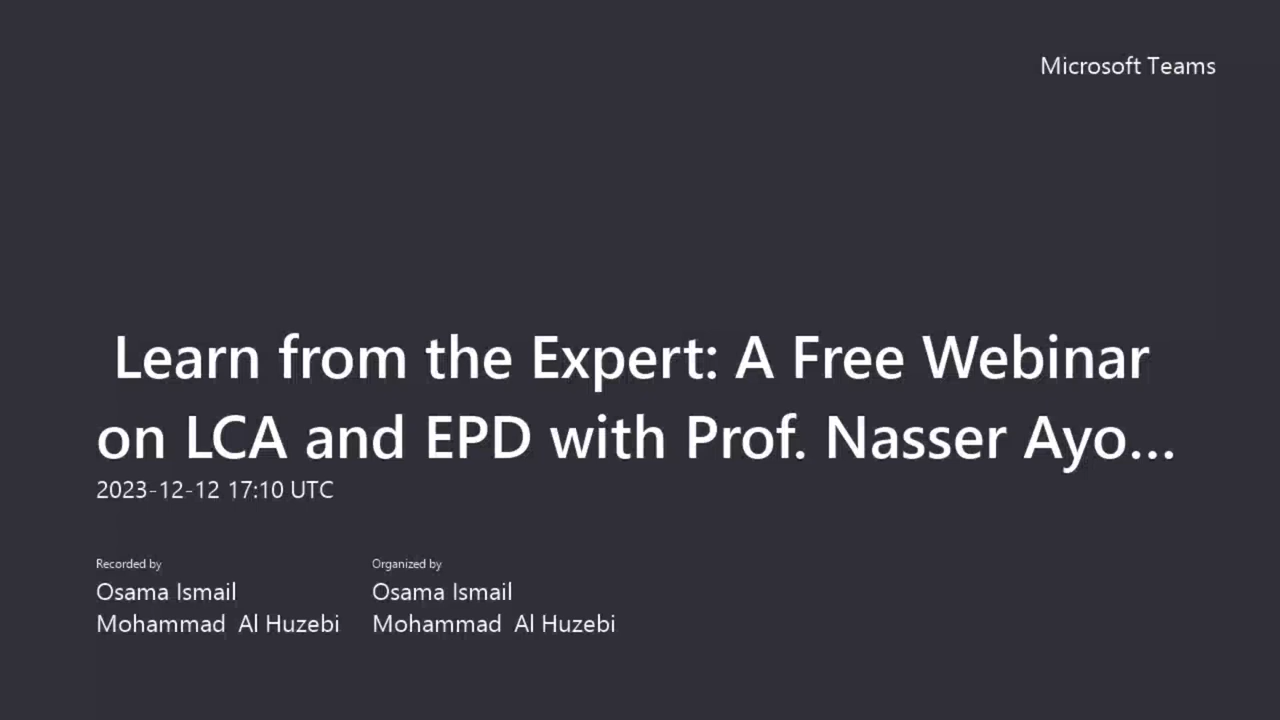 Microsoft Teams
Learn from the Expert: A Free Webinar
on LCA and EPD with Prof. Nasser Ayo...
2023-12-12 17:10 UTC
Recorded by
Osama Ismail
Mohammad Al Huzebi
Organized by
Osama Ismail
Mohammad Al Huzebi